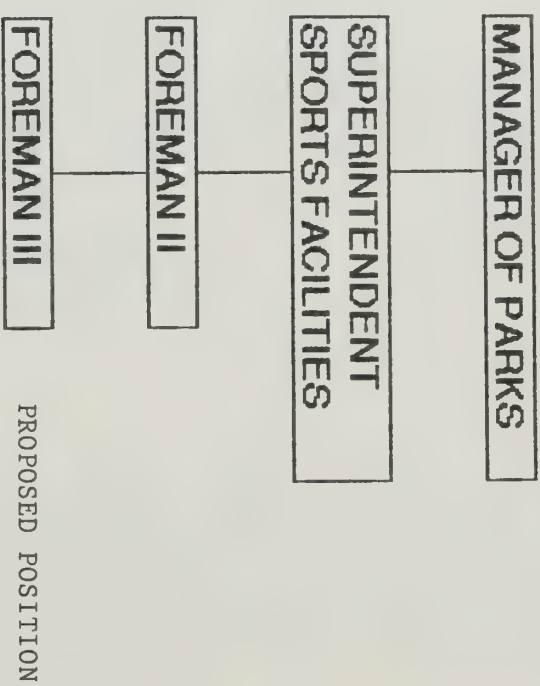 MANAGER OF PARKS
SUPERINTENDENT
SPORTS FACILITIES
FOREMAN II
FOREMAN III
PROPOSED POSITION